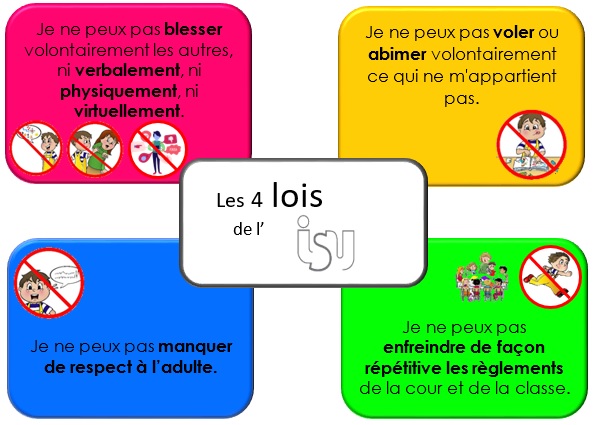 Je ne peux pas blesser
volontairement les autres,
ni verbalement, ni
physiquement, ni
virtuellement.
Je ne peux pas voler ou
abimer volontairement
ce qui ne m'appartient
pas.
Les 4 lois
de l’
isu
Je ne peux pas manquer
de respect à l’adulte.
Je ne peux pas
enfreindre de façon
répétitive les règlements
de la cour et de la classe.